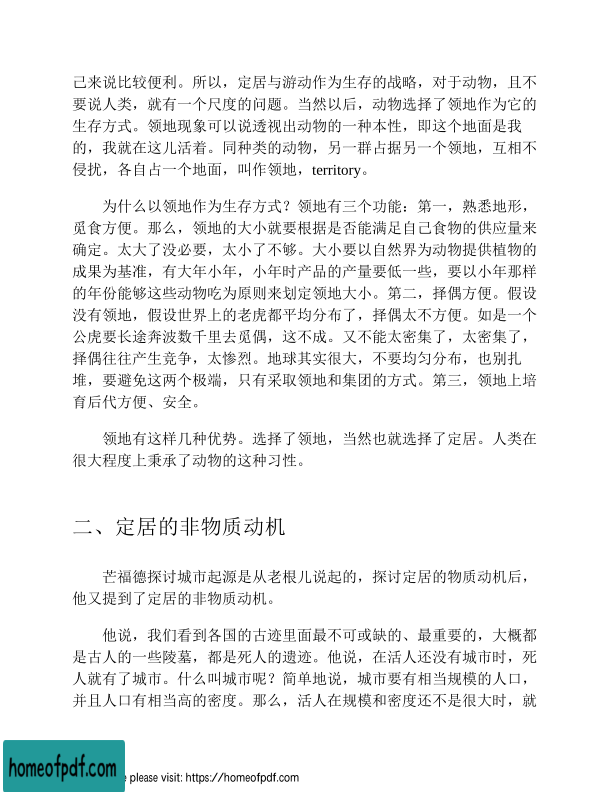 己来说比较便利。所以，定居与游动作为生存的战略，对于动物，且不
要说人类，就有一个尺度的问题。当然以后，动物选择了领地作为它的
生存方式。领地现象可以说透视出动物的一种本性，即这个地面是我
的，我就在这儿活着。同种类的动物，另一群占据另一个领地，互相不
侵扰，各自占一个地面，叫作领地，territory。
为什么以领地作为生存方式？领地有三个功能：第一，熟悉地形，
觅食方便。那么，领地的大小就要根据是否能满足自己食物的供应量来
确定。太大了没必要，太小了不够。大小要以自然界为动物提供植物的
成果为基准，有大年小年，小年时产品的产量要低一些，要以小年那样
的年份能够这些动物吃为原则来划定领地大小。第二，择偶方便。假设
没有领地，假设世界上的老虎都平均分布了，择偶太不方便。如是一个
公虎要长途奔波数千里去觅偶，这不成。又不能太密集了，太密集了，
择偶往往产生竞争，太惨烈。地球其实很大，不要均匀分布，也别扎
堆，要避免这两个极端，只有采取领地和集团的方式。第三，领地上培
育后代方便、安全。
领地有这样几种优势。选择了领地，当然也就选择了定居。人类在
很大程度上秉承了动物的这种习性。
二、定居的非物质动机
芒福德探讨城市起源是从老根儿说起的，探讨定居的物质动机后，
他又提到了定居的非物质动机。
他说，我们看到各国的古迹里面最不可或缺的、最重要的，大概都
是古人的一些陵墓，都是死人的遗迹。他说，在活人还没有城市时，死
人就有了城市。什么叫城市呢？简单地说，城市要有相当规模的人口，
并且人口有相当高的密度。那么，活人在规模和密度还不是很大时，就
homeofpdf.com
e please visit: https://homeofpdf.com